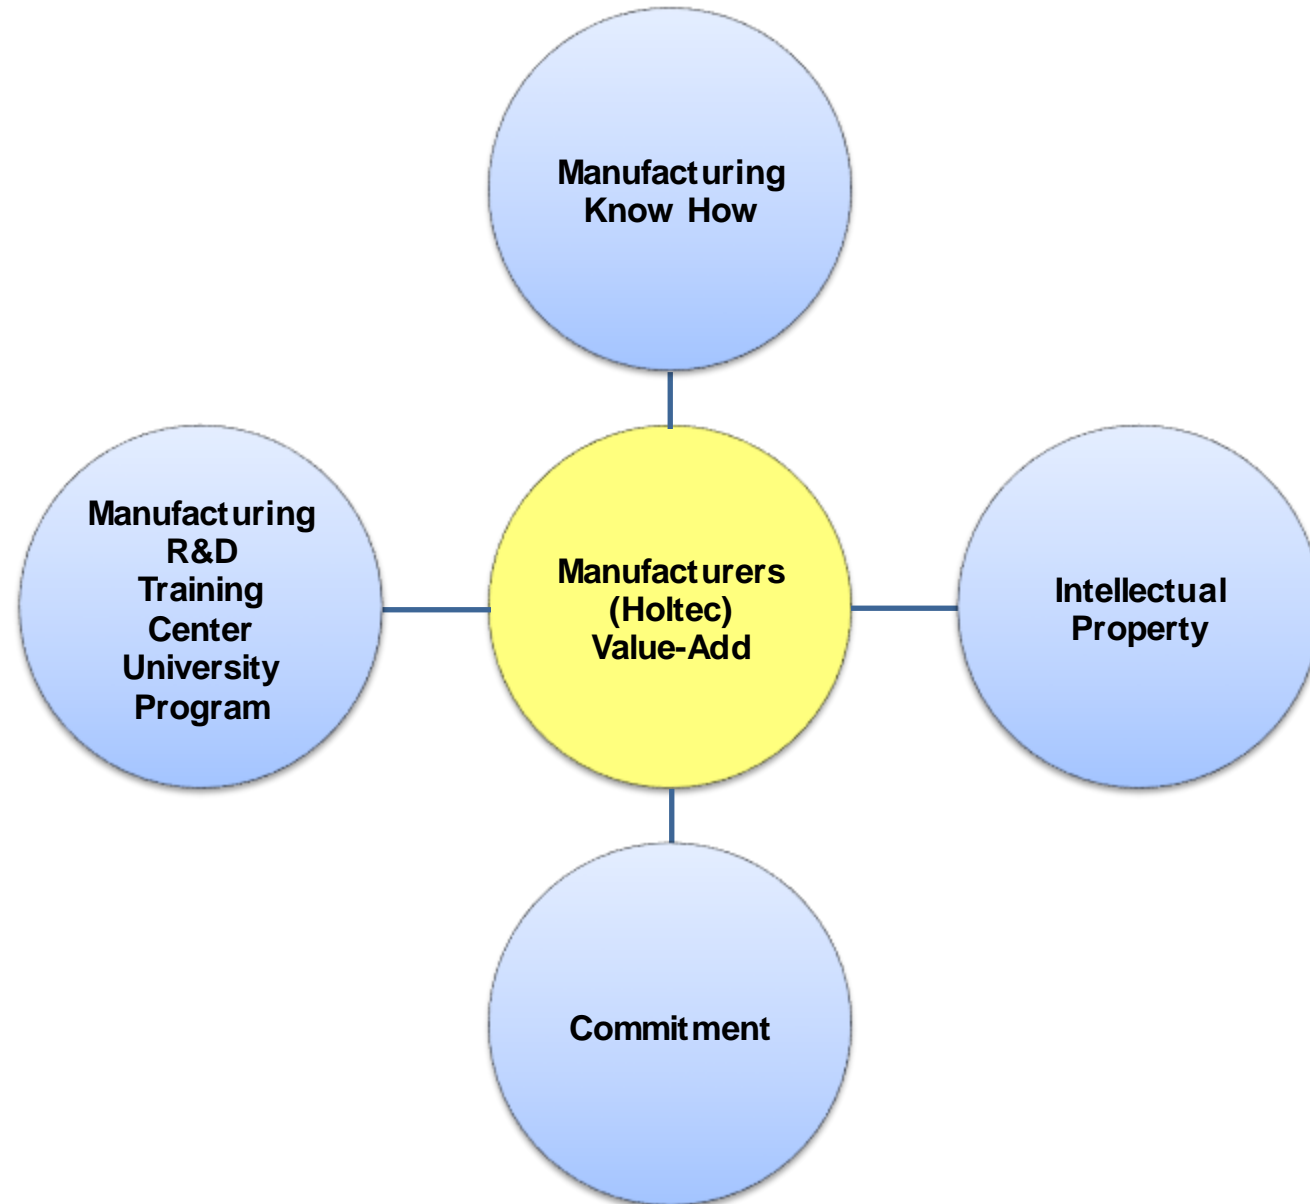 Manufacturing
Know How
Manufacturing
R&D
Training
Center
University
Program
Manufacturers
(Holtec)
Value-Add
Intellectual
Property
Commitment